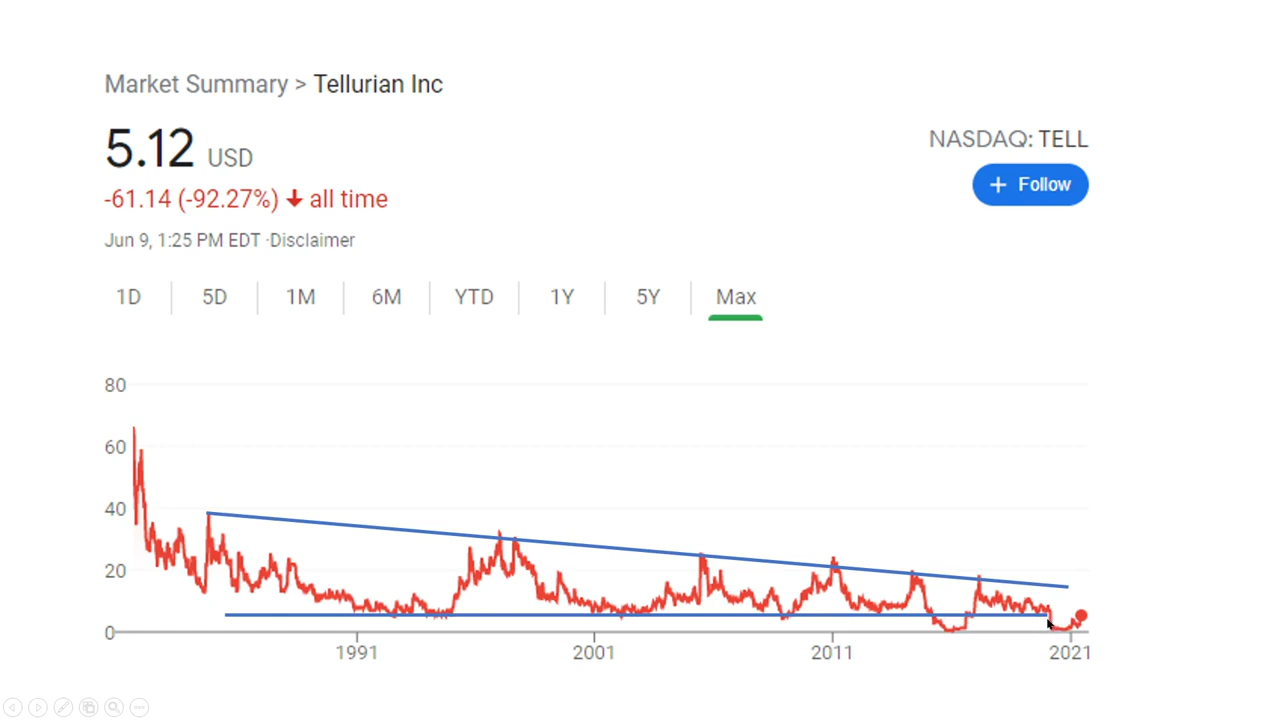 Market Summary > Tellurian Inc
5.12 USD
NASDAQ: TELL
+ Follow
-61.14 (-92.27%) ↓ all time
Jun 9, 1:25 PM EDT ·Disclaimer
1D 5D 1M 6M YTD 1Y 5Y Max
80
60
40
20
0
1991 2001 2011 2021